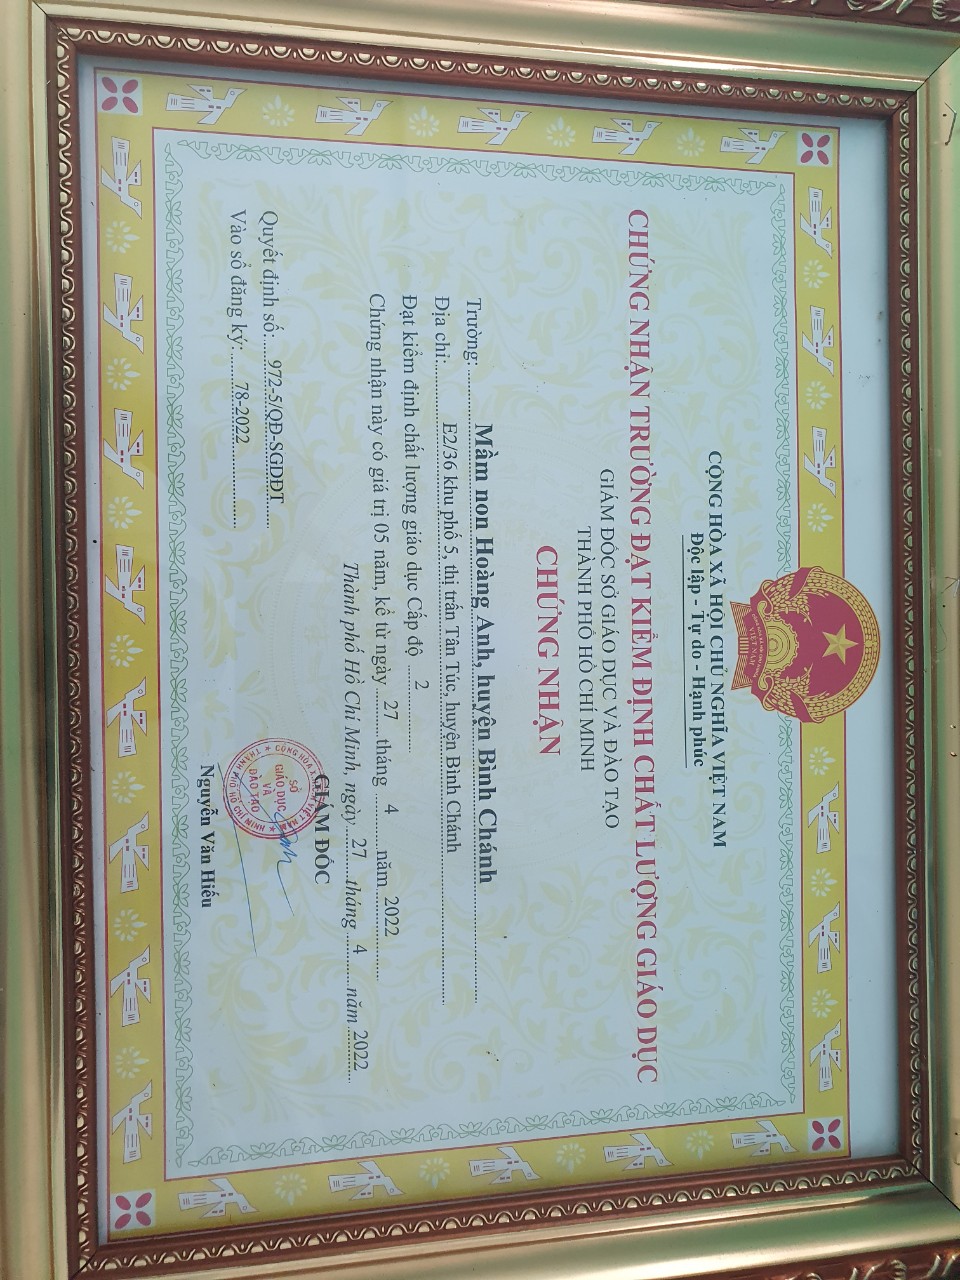 CỘNG HÒA XÃ HỘI CHỦ NGHĨA VIỆT NAM
Độc lập - Tự do - Hạnh phúc
CHỨNG NHẬN TRƯỜNG ĐẠT KIỂM ĐỊNH CHẤT LƯỢNG GIÁO DỤC
GIÁM ĐỐC SỞ GIÁO DỤC VÀ ĐÀO TẠO
THÀNH PHỐ HỒ CHÍ MINH
CHỨNG NHẬN
Trường: Mầm non Hoàng Anh, huyện Bình Chánh
Địa chỉ: E2/36 khu phố 5, thị trấn Tân Túc, huyện Bình Chánh
Đạt kiểm định chất lượng giáo dục Cấp độ 2
Chứng nhận này có giá trị 05 năm, kể từ ngày 27 tháng 4 năm 2022
Thành phố Hồ Chí Minh, ngày 27 tháng 4 năm 2022
Quyết định số: 972-5/QĐ-SGDĐT
Vào sổ đăng ký: 78-2022
GIÁM ĐỐC
SỞ
GIÁO DỤC
VÀ
ĐÀO TẠO
Nguyễn Văn Hiếu